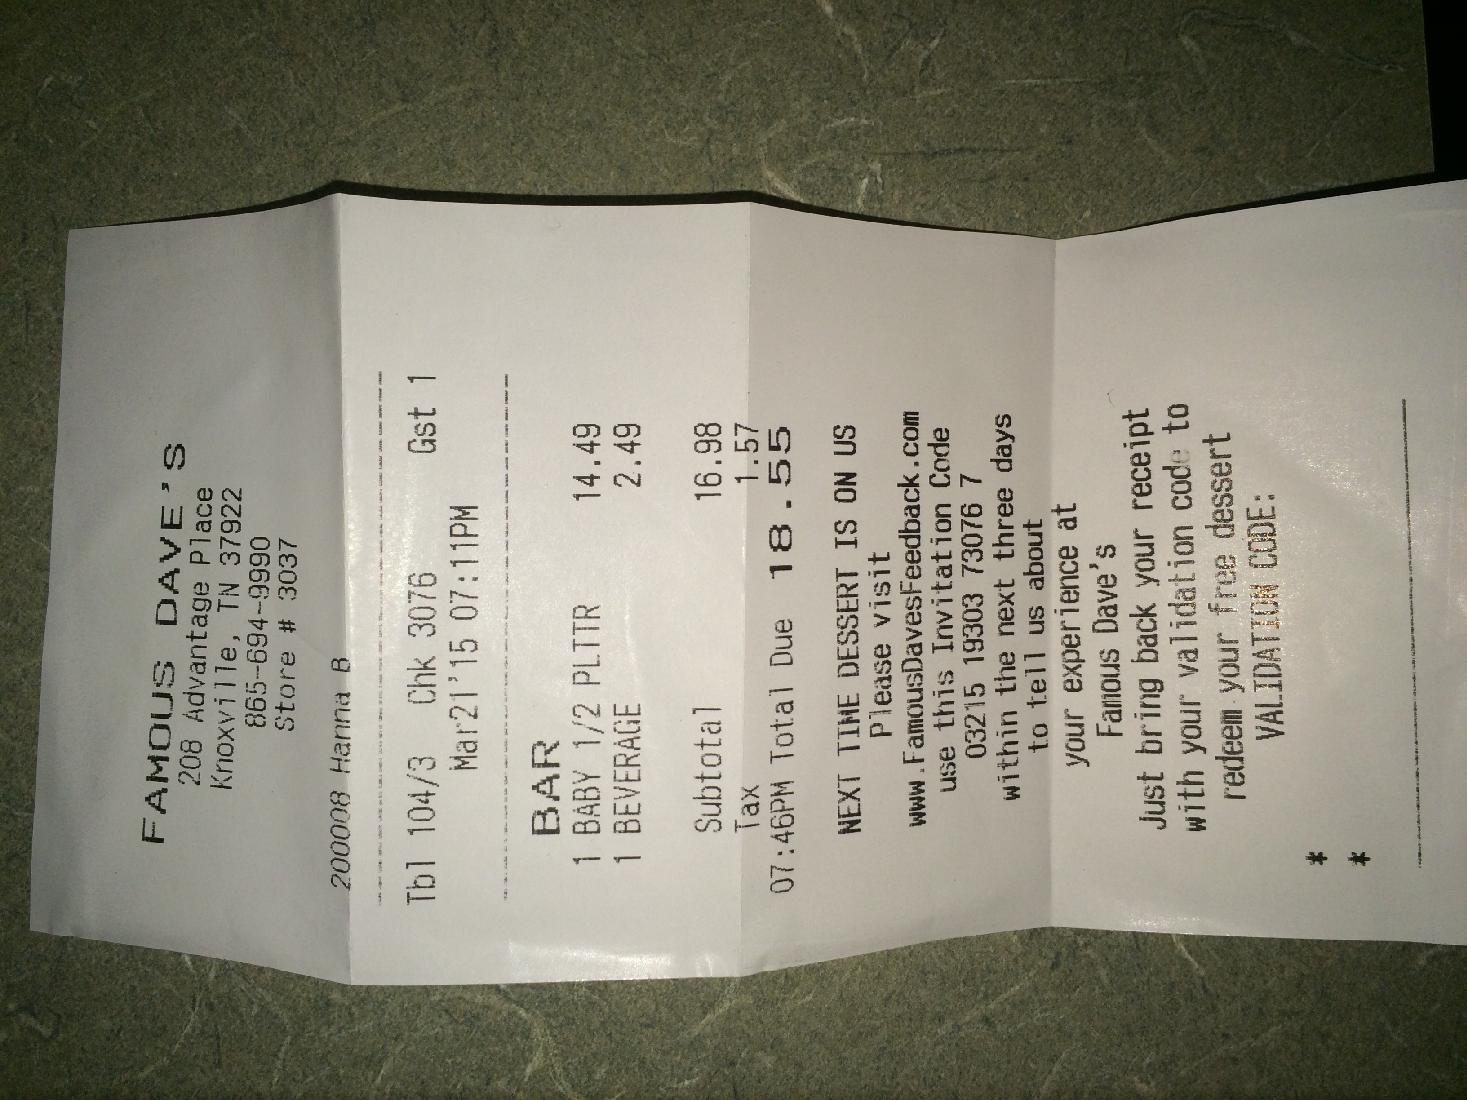 FAMOUS DAVE'S
208 Advantage Place
Knoxville, TN 37922
865-694-9990
Store # 3037
200008 Hanna B
Tbl 104/3 Chk 3076 Gst 1
Mar21'15 07:11PM
BAR
1 BABY 1/2 PLTTR 14.49
1 BEVERAGE 2.49
Subtotal 16.98
Tax 1.57
07:46PM Total Due 18.55
NEXT TIME DESSERT IS ON US
Please visit
www.FamousDavesFeedback.com
use this Invitation Code
03215 19303 73076 7
within the next three days
to tell us about
your experience at
Famous Dave's
Just bring back your receipt
with your validation code to
redeem your free dessert
VALIDATION CODE:
*
*